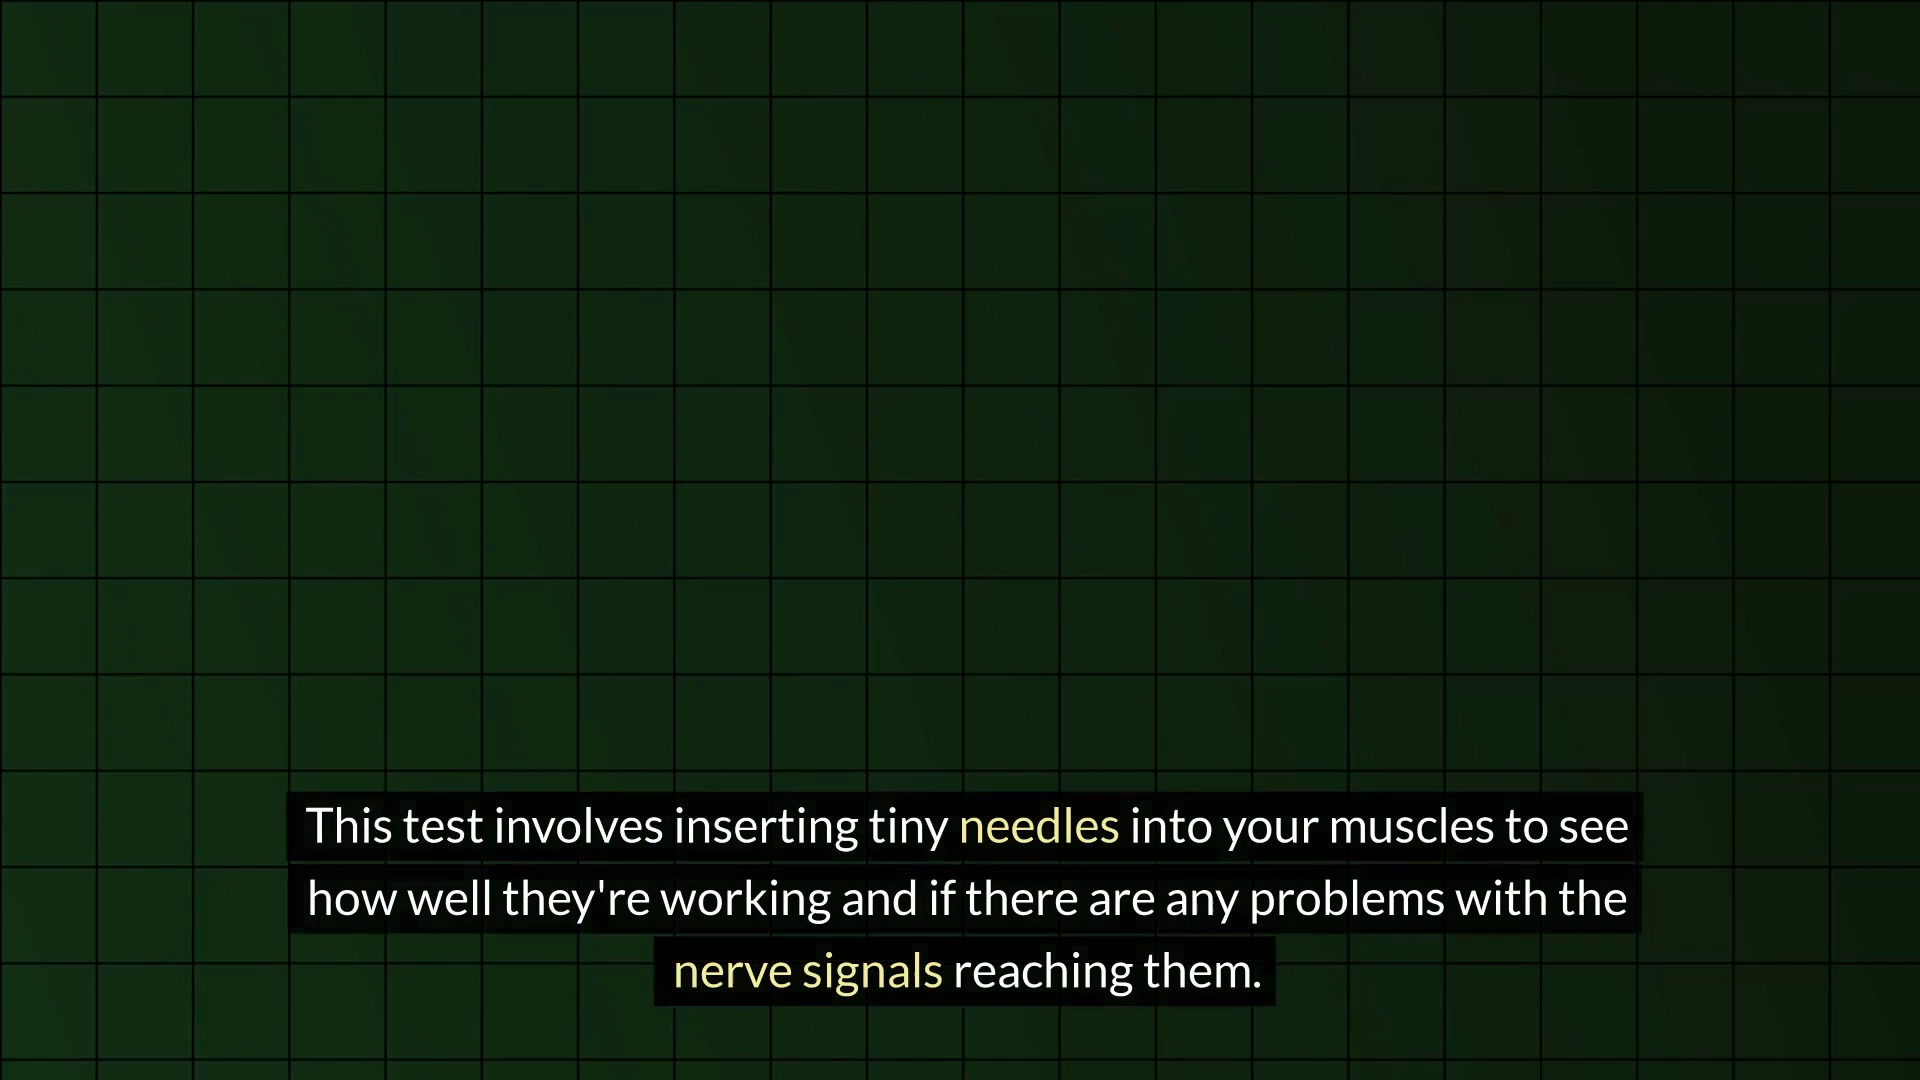 This test involves inserting tiny needles into your muscles to see
how well they're working and if there are any problems with the
nerve signals reaching them.